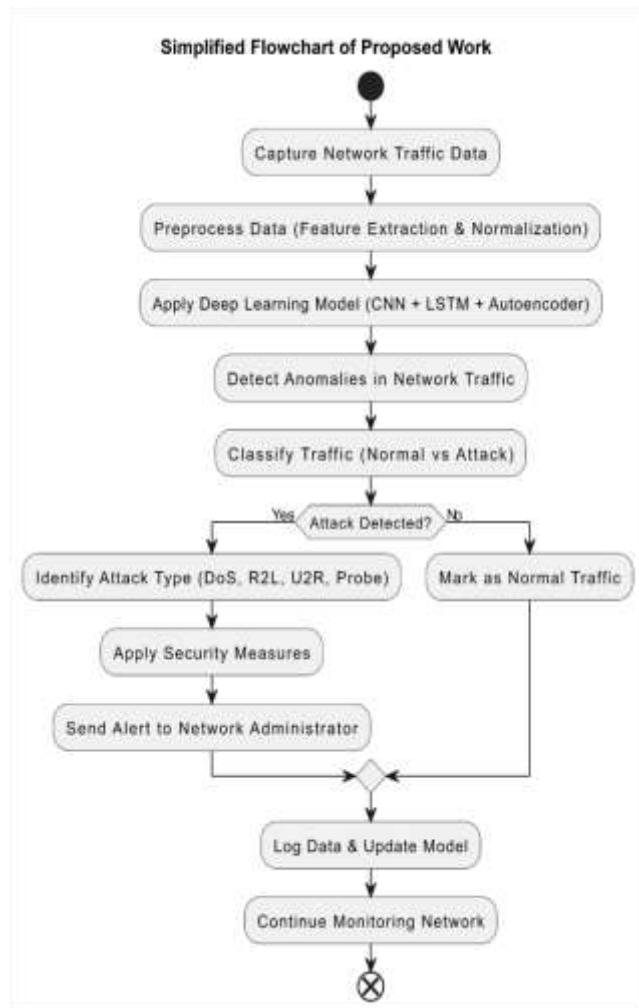 Simplified Flowchart of Proposed Work
Capture Network Traffic Data
Preprocess Data (Feature Extraction & Normalization)
Apply Deep Learning Model (CNN + LSTM + Autoencoder)
Detect Anomalies in Network Traffic
Classify Traffic (Normal vs Attack)
Yes
Attack Detected?
No
Identify Attack Type (DoS, R2L, U2R, Probe)
Mark as Normal Traffic
Apply Security Measures
Send Alert to Network Administrator
Log Data & Update Model
Continue Monitoring Network